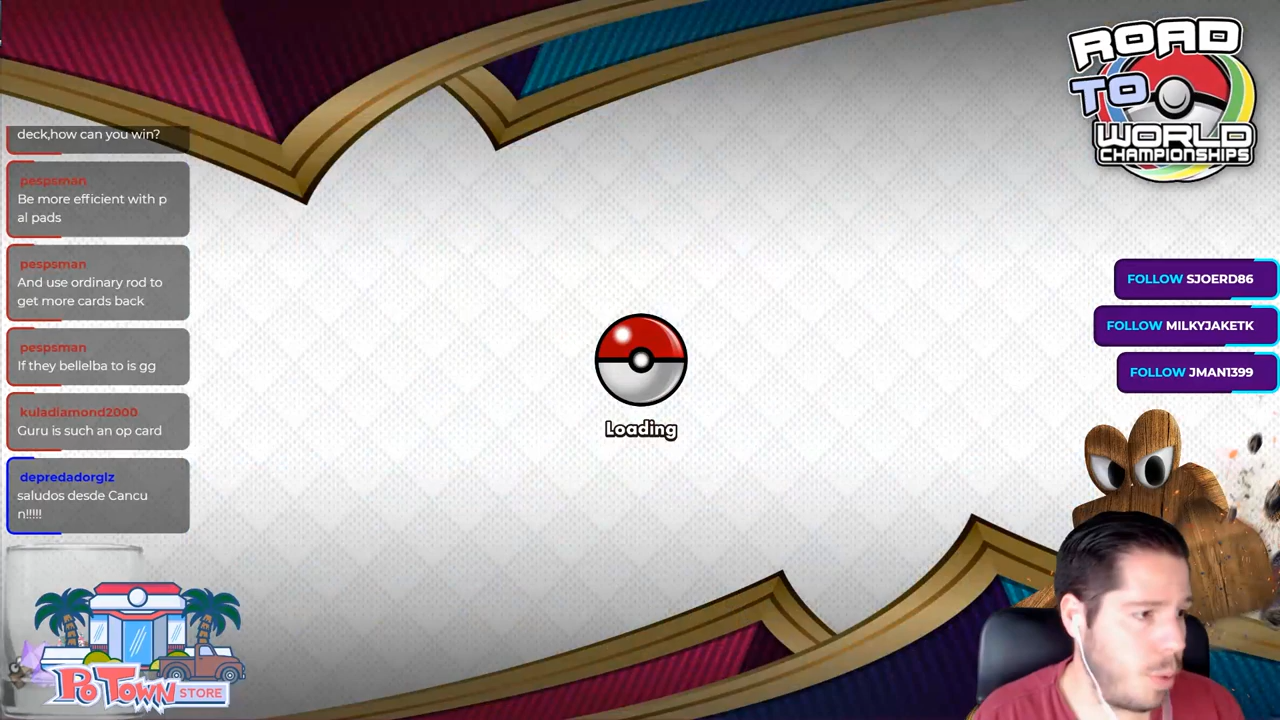 deck,how can you win?
pespsman
Be more efficient with p
al pads
pespsman
And use ordinary rod to
get more cards back
pespsman
If they bellelba to is gg
kuladiamond2000
Guru is such an op card
depredadorglz
saludos desde Cancu
n!!!!!
PoTown STORE
Loading
ROAD
TO
WORLD
CHAMPIONSHIPS
FOLLOW SJOERD86
FOLLOW MILKYJAKETK
FOLLOW JMAN1399